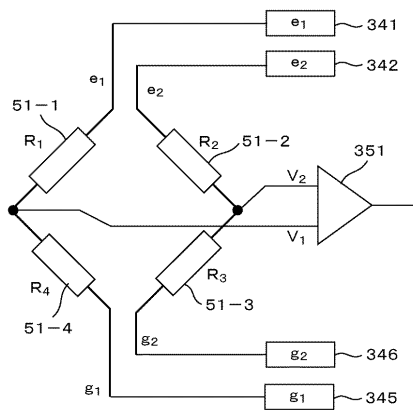 e₁ 341
e₂ 342
e₁
e₂
51-1
R₁
R₂ 51-2
351
V₂
V₁
R₄
R₃
51-4
51-3
g₂
g₂ 346
g₁
g₁ 345